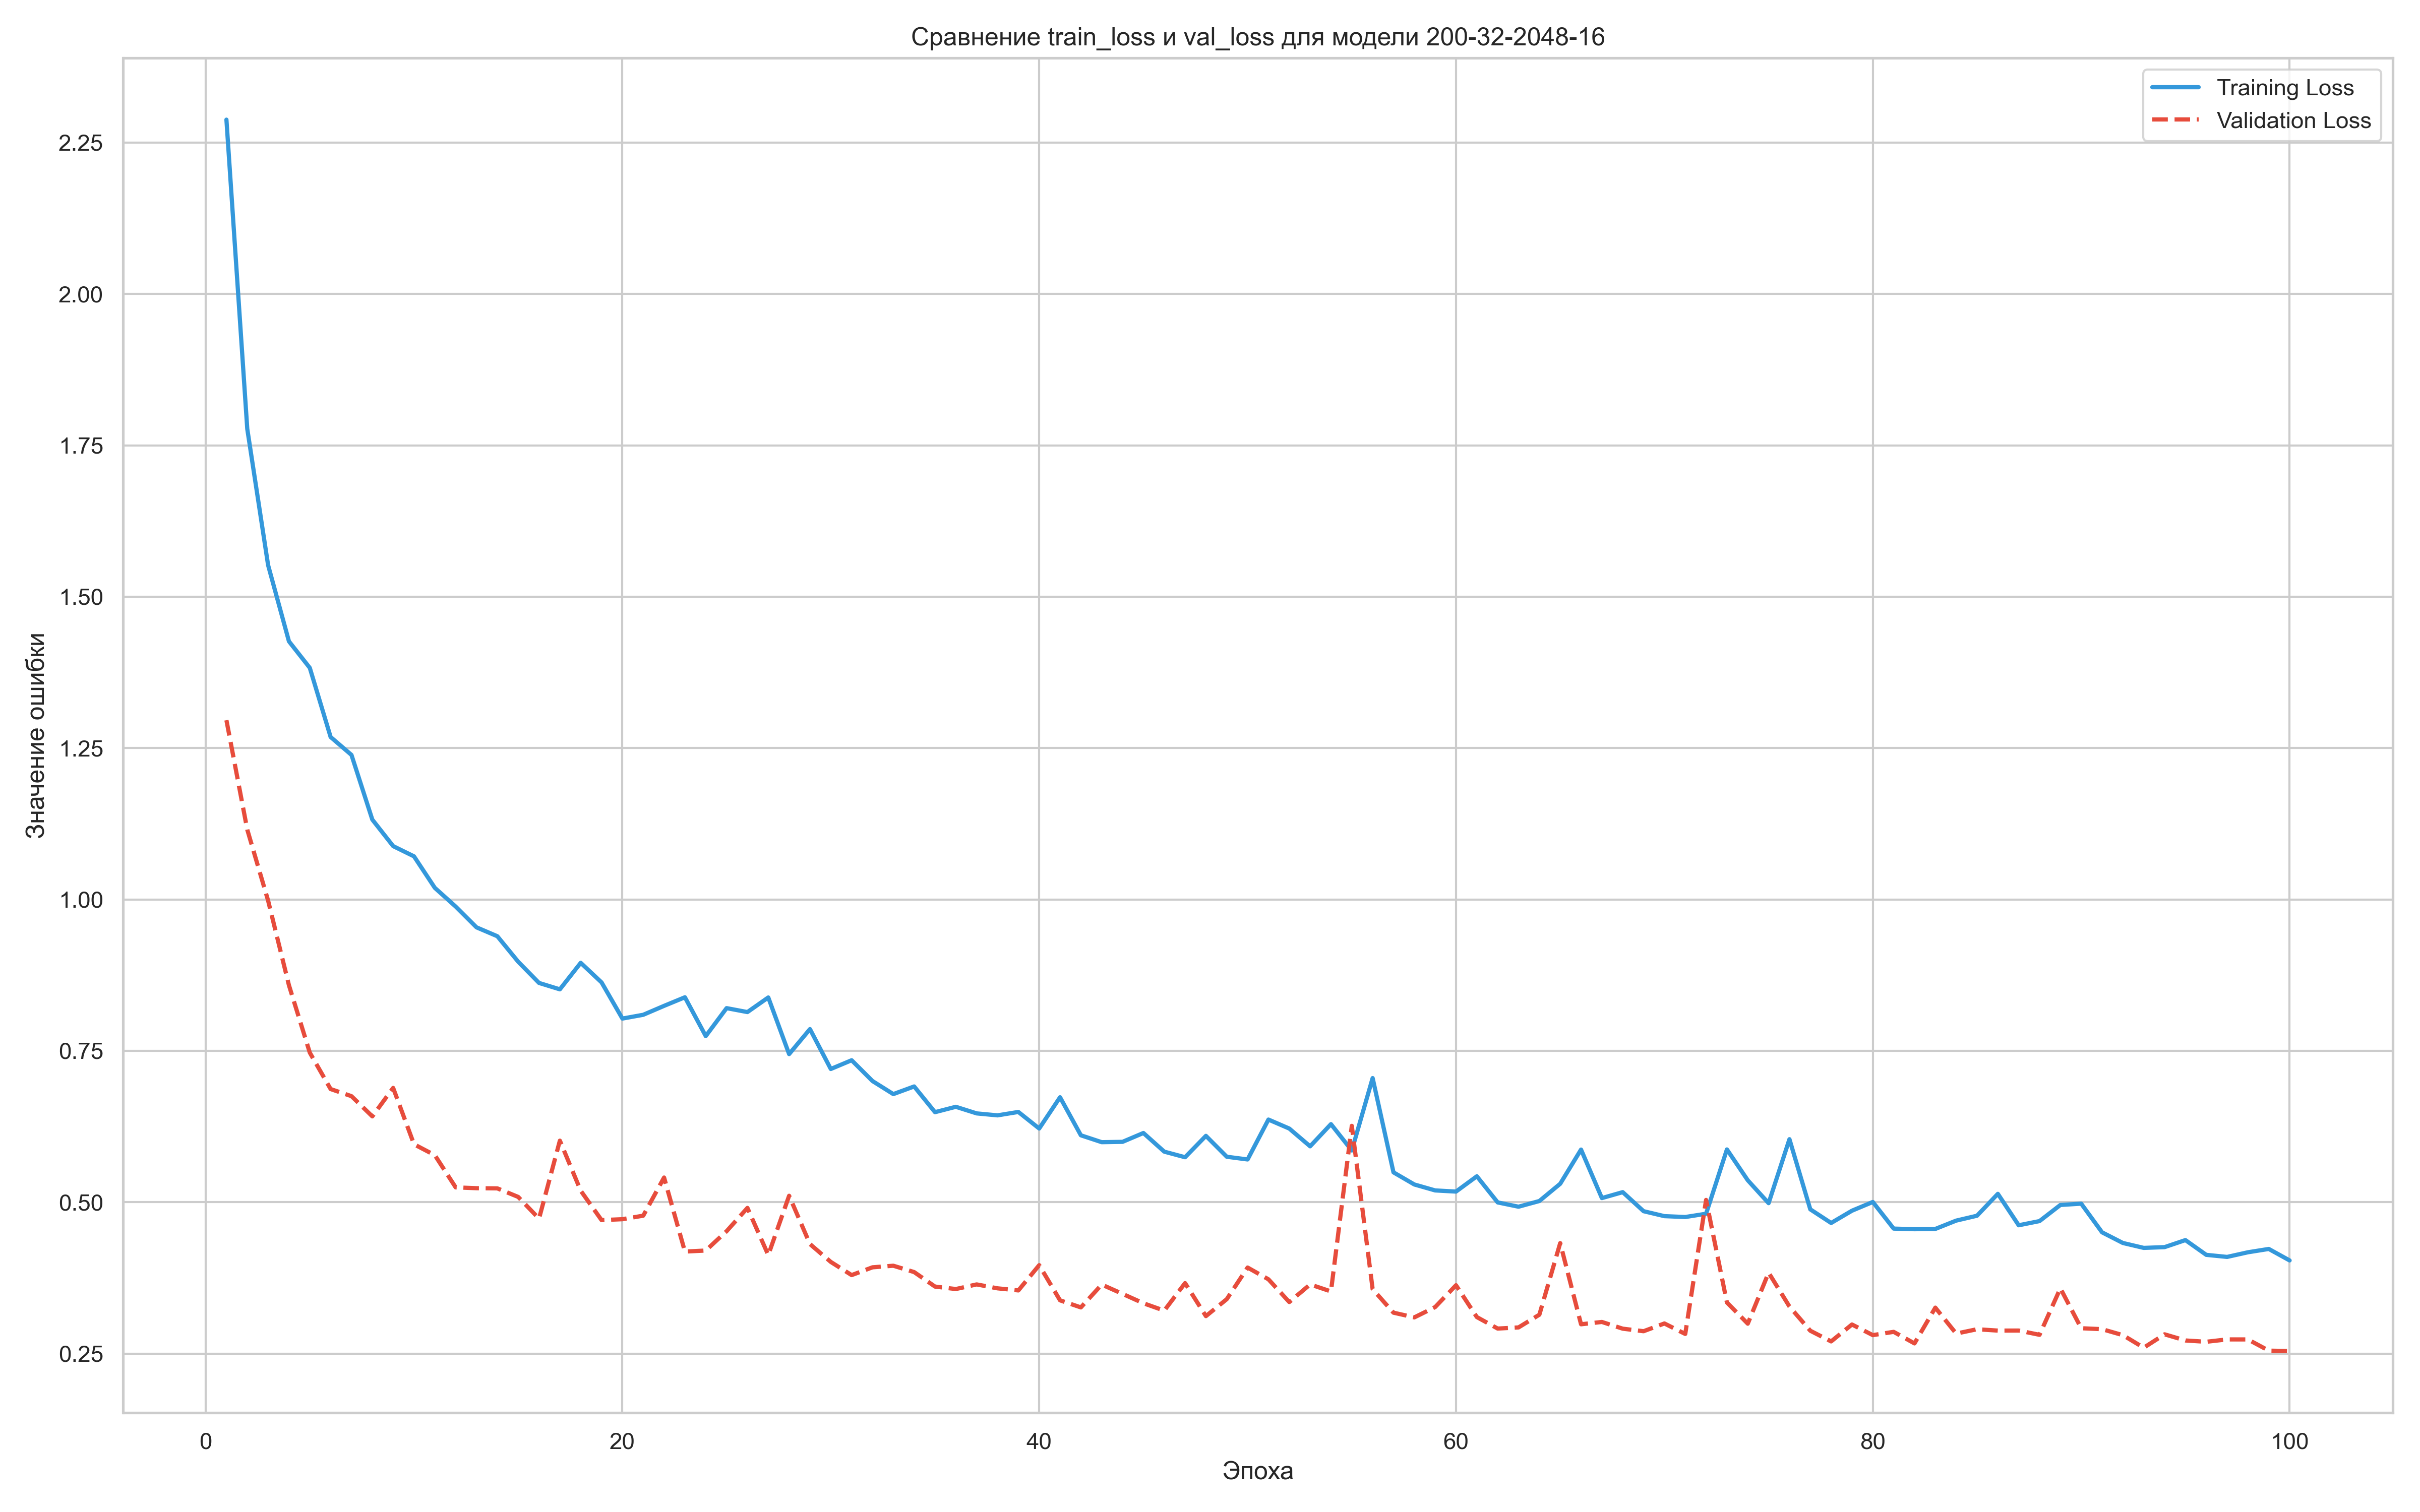 Сравнение train_loss и val_loss для модели 200-32-2048-16
Training Loss
Validation Loss
2.25
2.00
1.75
1.50
1.25
1.00
0.75
0.50
0.25
Значение ошибки
0 20 40 60 80 100
Эпоха